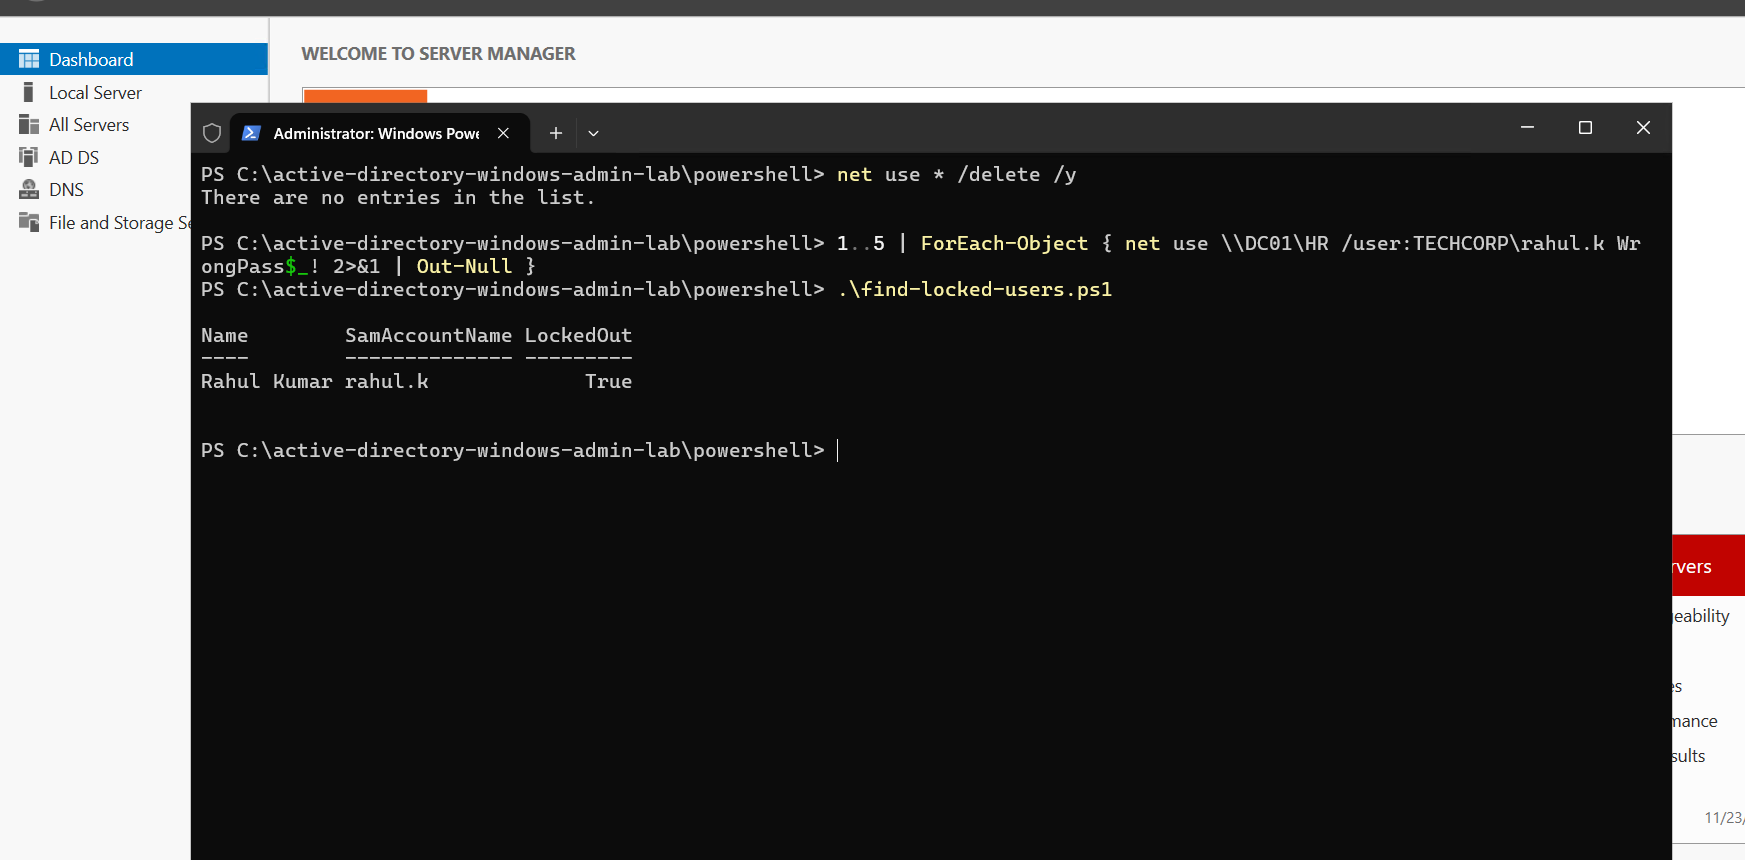 WELCOME TO SERVER MANAGER
Dashboard
Local Server
All Servers
AD DS
DNS
File and Storage Se
Administrator: Windows Powe
PS C:\active-directory-windows-admin-lab\powershell> net use * /delete /y
There are no entries in the list.
PS C:\active-directory-windows-admin-lab\powershell> 1..5 | ForEach-Object { net use \\DC01\HR /user:TECHCORP\rahul.k Wr
ongPass$_! 2>&1 | Out-Null }
PS C:\active-directory-windows-admin-lab\powershell> .\find-locked-users.ps1
Name        SamAccountName LockedOut
----        -------------- ---------
Rahul Kumar rahul.k             True
PS C:\active-directory-windows-admin-lab\powershell>
rvers
eability
es
mance
sults
11/23/